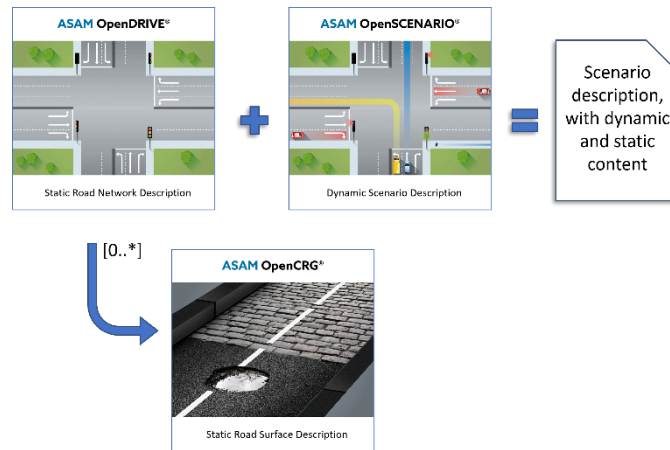 ASAM OpenDRIVE®
Static Road Network Description
ASAM OpenSCENARIO®
Dynamic Scenario Description
Scenario
description,
with dynamic
and static
content
[0..*]
ASAM OpenCRG®
Static Road Surface Description